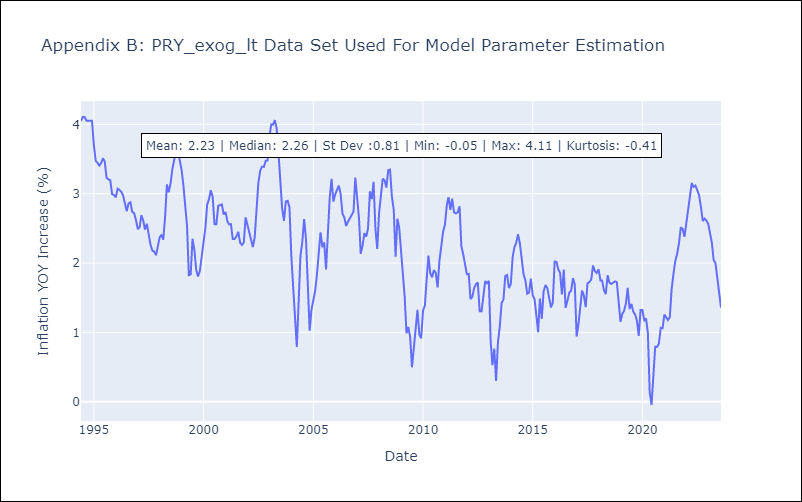 Appendix B: PRY_exog_lt Data Set Used For Model Parameter Estimation
Mean: 2.23 | Median: 2.26 | St Dev :0.81 | Min: -0.05 | Max: 4.11 | Kurtosis: -0.41
Inflation YOY Increase (%)
4
3
2
1
0
1995
2000
2005
2010
2015
2020
Date